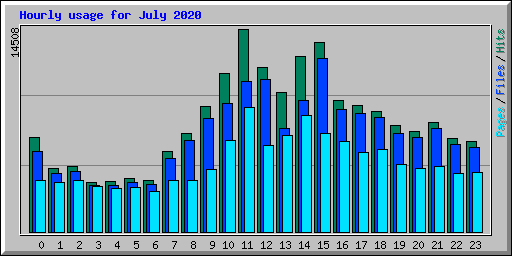 Hourly usage for July 2020
14508
Pages/Files/Hits
0 1 2 3 4 5 6 7 8 9 10 11 12 13 14 15 16 17 18 19 20 21 22 23